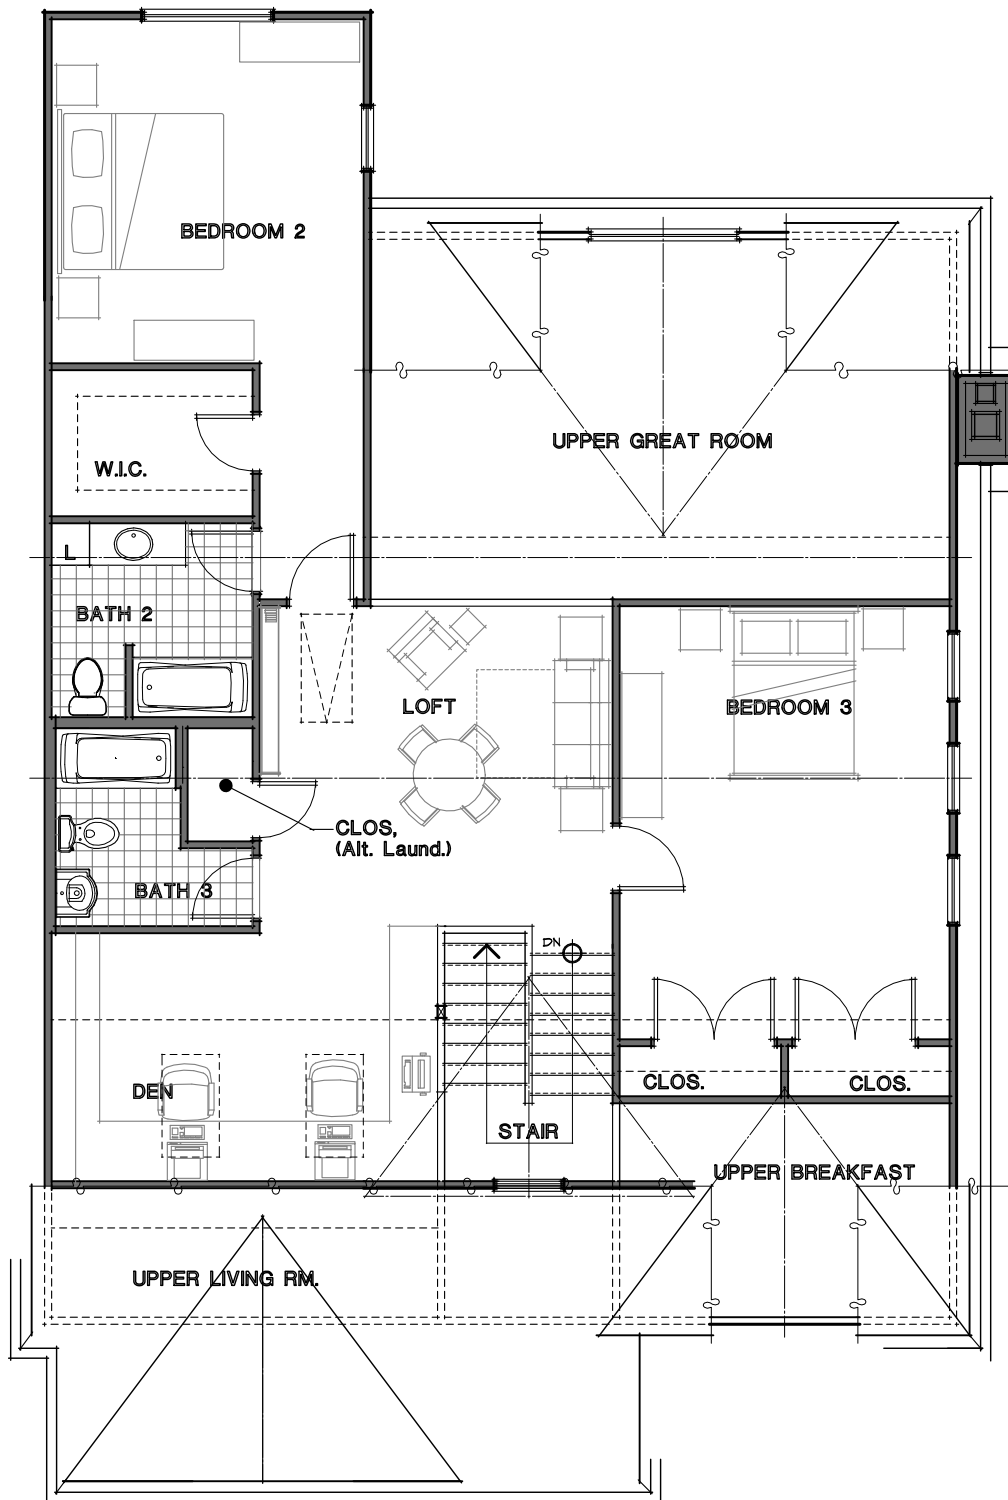 BEDROOM 2
UPPER GREAT ROOM
W.I.C.
L
BATH 2
LOFT
BEDROOM 3
CLOS,
(Alt. Laund.)
BATH 3
DN
DEN
CLOS.
CLOS.
STAIR
UPPER BREAKFAST
UPPER LIVING RM.